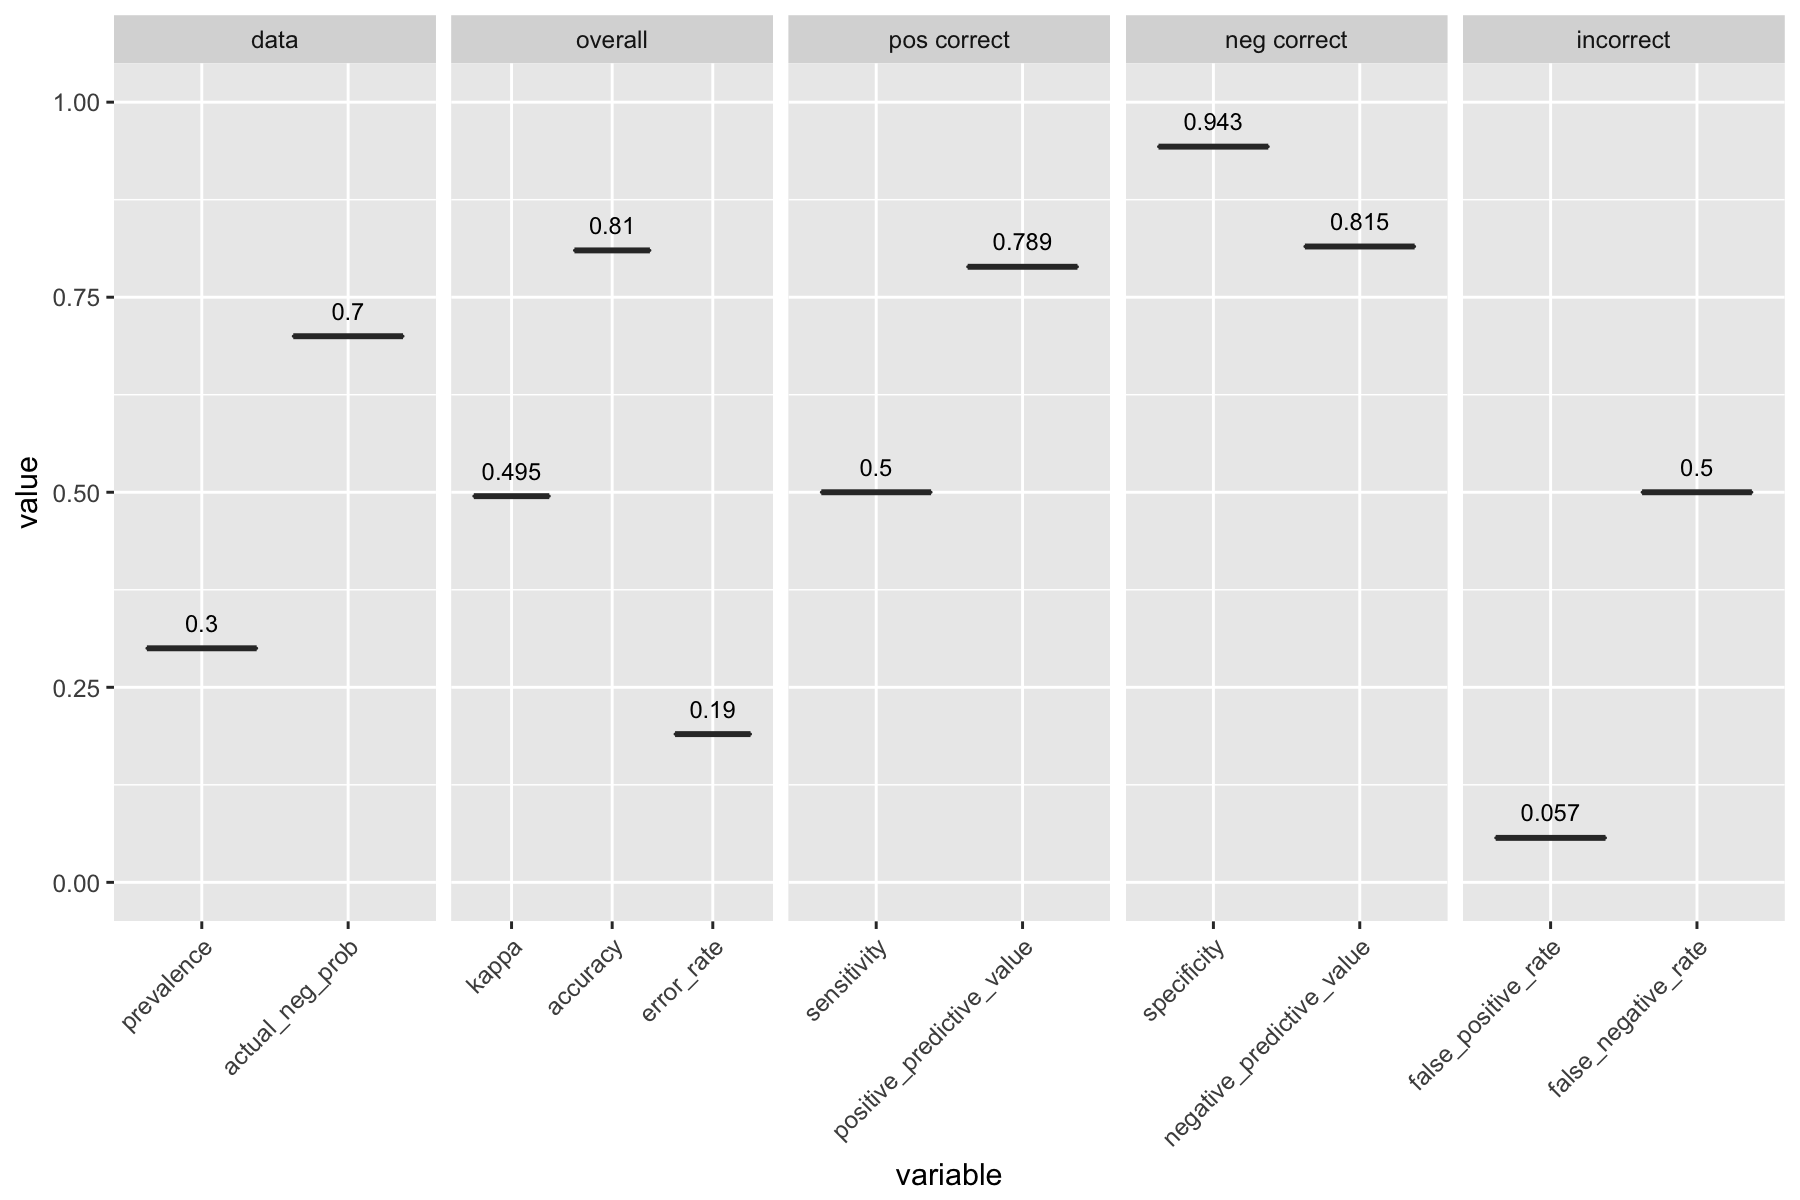 data
overall
pos correct
neg correct
incorrect
value
1.00
0.75
0.50
0.25
0.00
0.3
0.7
0.495
0.81
0.19
0.5
0.789
0.943
0.815
0.057
0.5
prevalence
actual_neg_prob
kappa
accuracy
error_rate
sensitivity
positive_predictive_value
specificity
negative_predictive_value
false_positive_rate
false_negative_rate
variable